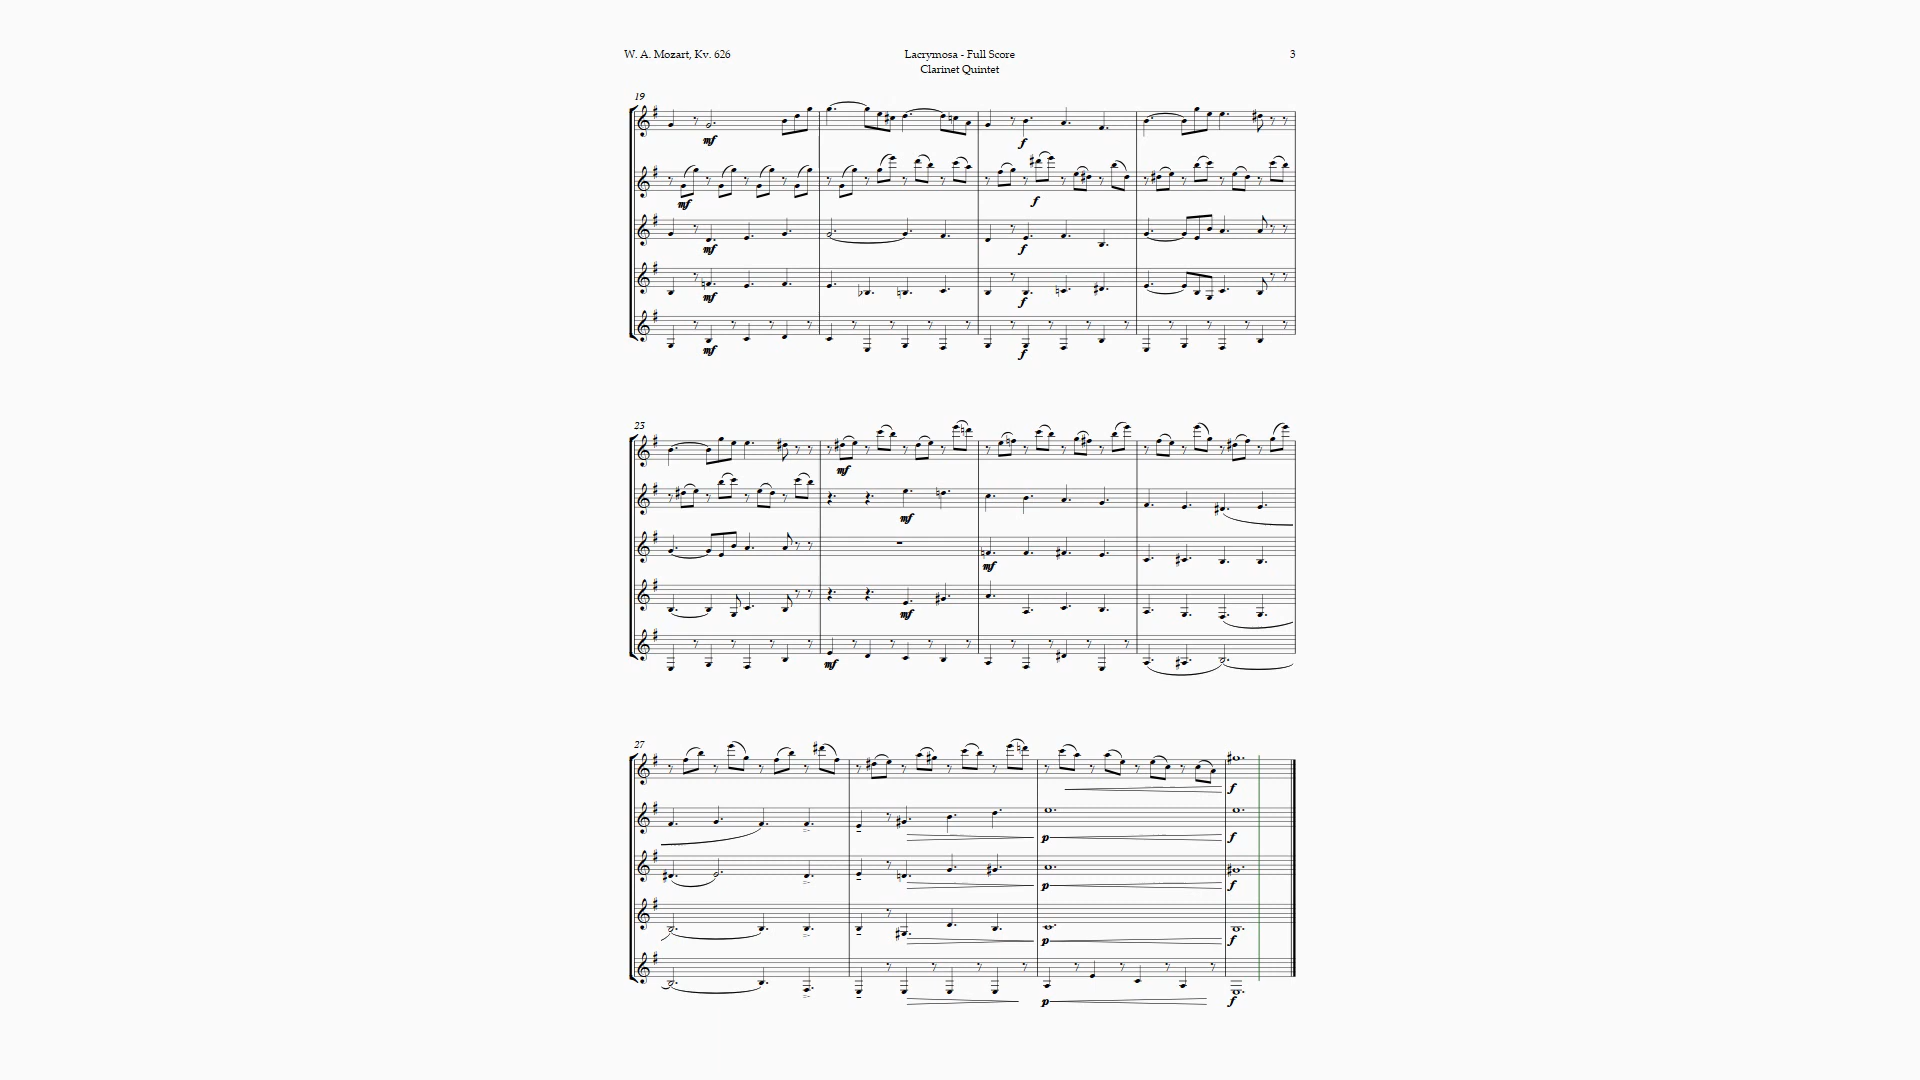 W. A. Mozart, Kv. 626
Lacrymosa - Full Score
3
Clarinet Quintet
19
mf
f
mf
f
mf
f
mf
f
mf
f
23
mf
mf
mf
mf
mf
27
f
p
f
p
f
p
f
p
f